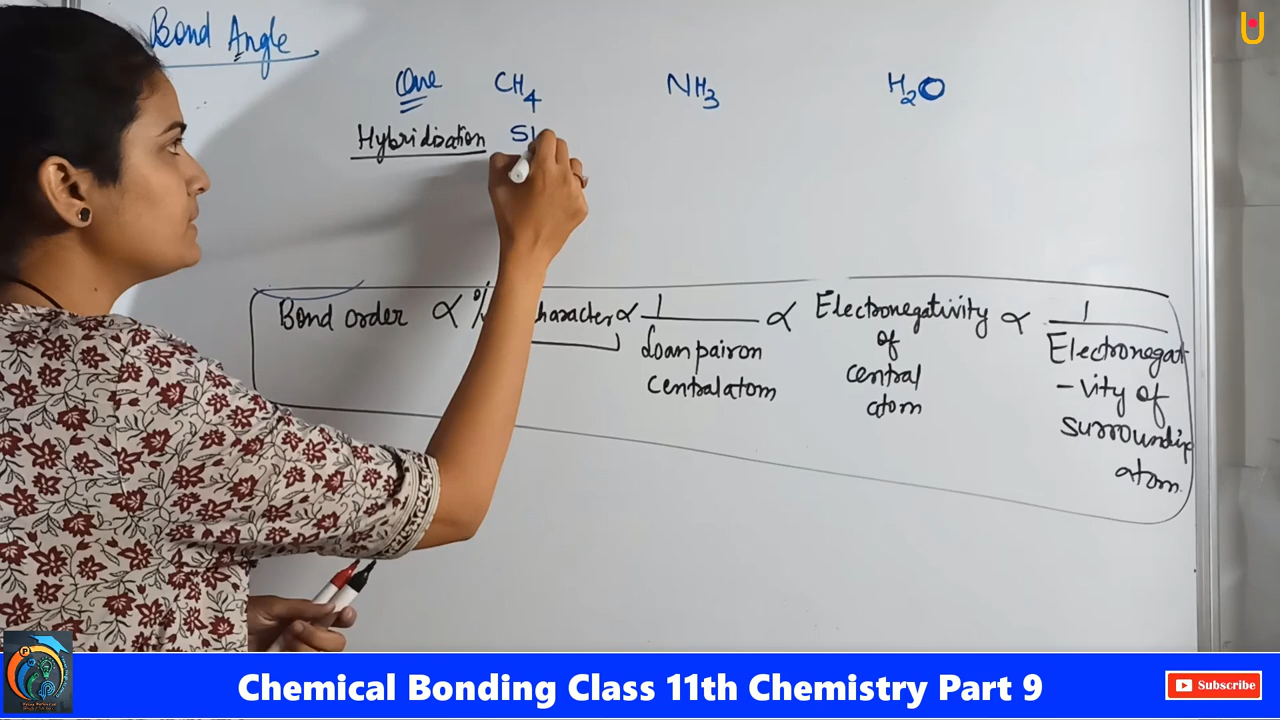 Bond Angle
Que CH4 NH3 H2O
Hybridisation
Bond order ∝ % character ∝ 1 ∝ Electronegativity ∝ 1
Loan pair on
central atom
of
central
atom
Electronegat
-vity of
surrounding
atom.
Chemical Bonding Class 11th Chemistry Part 9
Subscribe